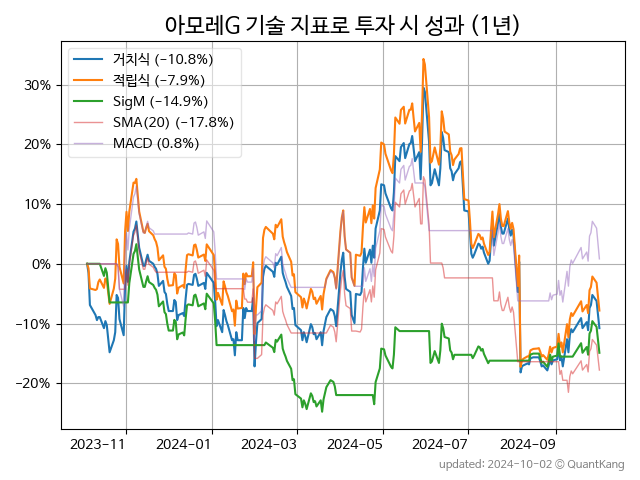 아모레G 기술 지표로 투자 시 성과 (1년)
거치식 (−10.8%)
적립식 (−7.9%)
SigM (−14.9%)
SMA(20) (−17.8%)
MACD (0.8%)
30%
20%
10%
0%
−10%
−20%
2023-11 2024-01 2024-03 2024-05 2024-07 2024-09
updated: 2024-10-02 © QuantKang